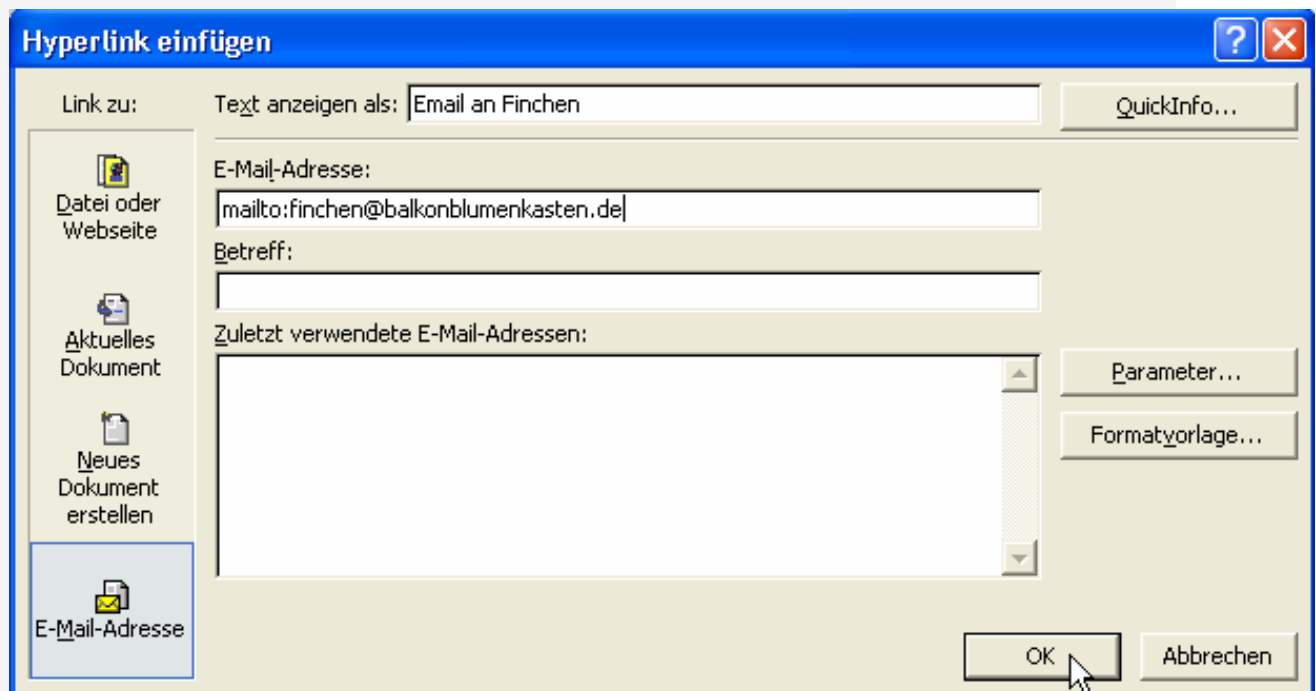 Hyperlink einfügen
Link zu:
Text anzeigen als: Email an Finchen
QuickInfo...
Datei oder
Webseite
Aktuelles
Dokument
Neues
Dokument
erstellen
E-Mail-Adresse
E-Mail-Adresse:
mailto:finchen@balkonblumenkasten.de
Betreff:
Zuletzt verwendete E-Mail-Adressen:
Parameter...
Formatvorlage...
OK
Abbrechen